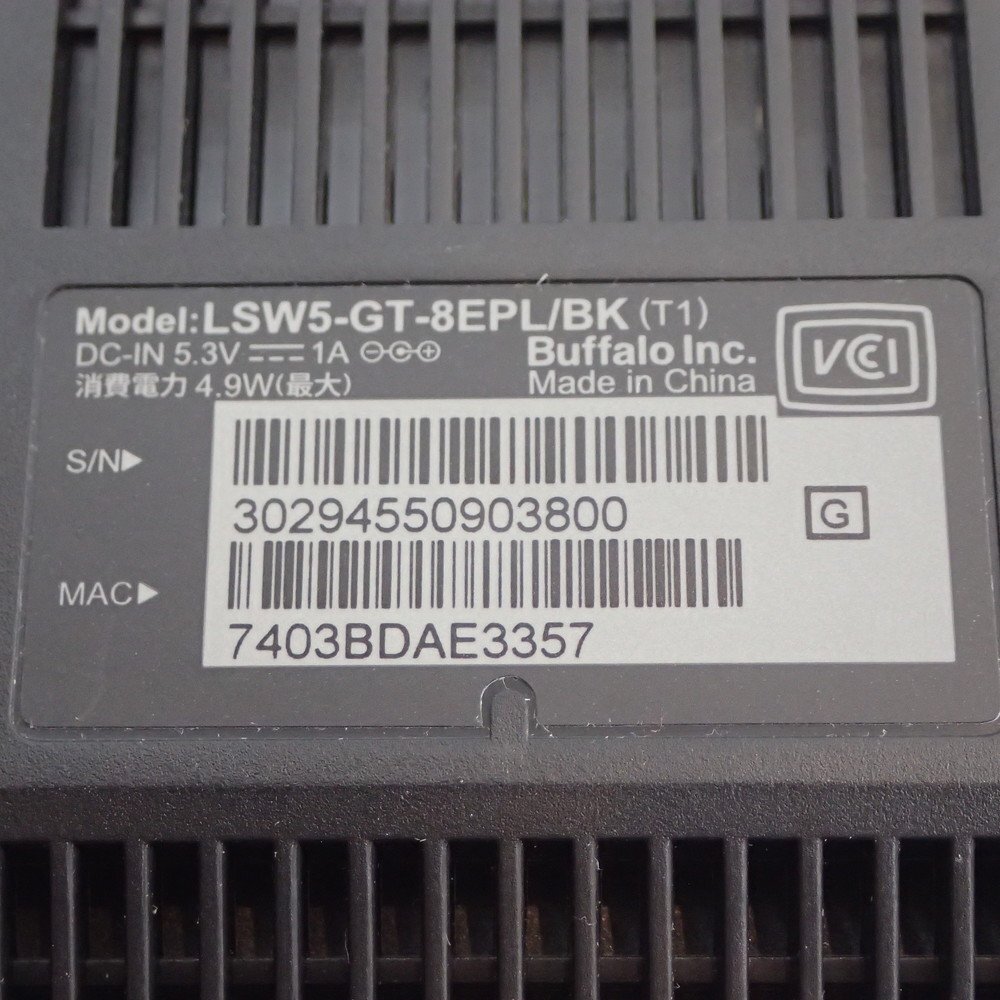 Model:LSW5-GT-8EPL/BK (T1)
DC-IN 5.3V 1A
Buffalo Inc.
消費電力 4.9W(最大)
Made in China
VCCI
S/N▶
30294550903800
G
MAC▶
7403BDAE3357